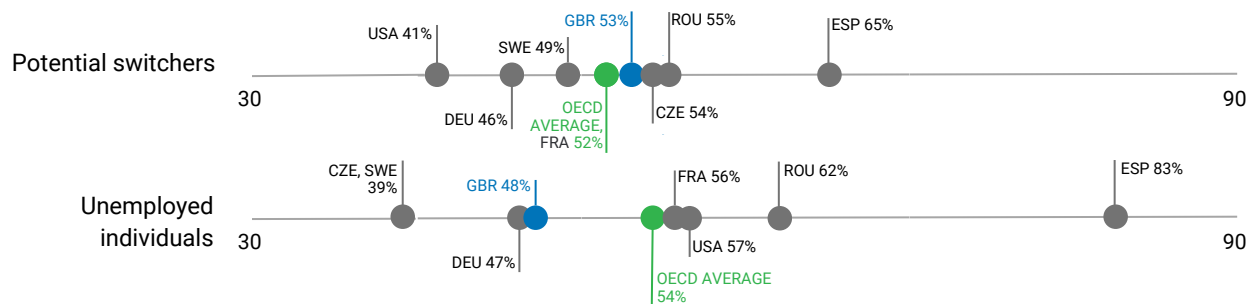 GBR 53%
ROU 55%
ESP 65%
USA 41%
SWE 49%
Potential switchers
30
90
DEU 46%
OECD
AVERAGE,
FRA 52%
CZE 54%
CZE, SWE
39%
GBR 48%
FRA 56%
ROU 62%
ESP 83%
Unemployed
individuals
30
90
DEU 47%
USA 57%
OECD AVERAGE
54%